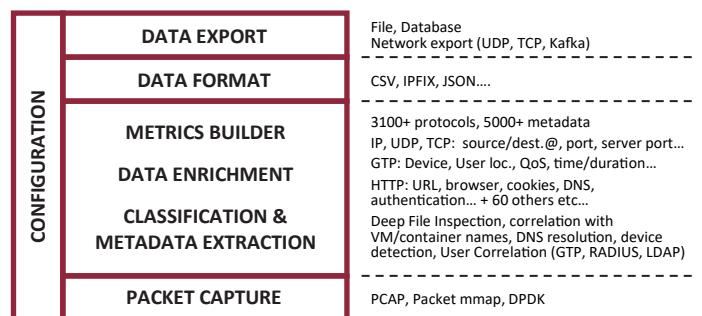 CONFIGURATION
DATA EXPORT
File, Database
Network export (UDP, TCP, Kafka)
DATA FORMAT
CSV, IPFIX, JSON....
METRICS BUILDER
DATA ENRICHMENT
CLASSIFICATION &
METADATA EXTRACTION
3100+ protocols, 5000+ metadata
IP, UDP, TCP: source/dest.@, port, server port...
GTP: Device, User loc., QoS, time/duration...
HTTP: URL, browser, cookies, DNS,
authentication... + 60 others etc...
Deep File Inspection, correlation with
VM/container names, DNS resolution, device
detection, User Correlation (GTP, RADIUS, LDAP)
PACKET CAPTURE
PCAP, Packet mmap, DPDK